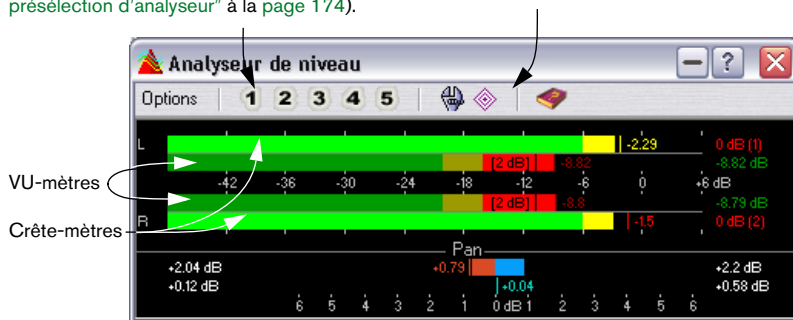 présélection d'analyseur" à la page 174).
Analyseur de niveau
Options 1 2 3 4 5
L -2.29 0 dB (1)
[2 dB] -8.82 -8.82 dB
VU-mètres
-42 -36 -30 -24 -18 -12 -6 0 +6 dB
[2 dB] -8.8 -8.79 dB
Crête-mètres
R -1.5 0 dB (2)
Pan
+2.04 dB +0.79 +2.2 dB
+0.12 dB +0.04 +0.58 dB
6 5 4 3 2 1 0 dB 1 2 3 4 5 6